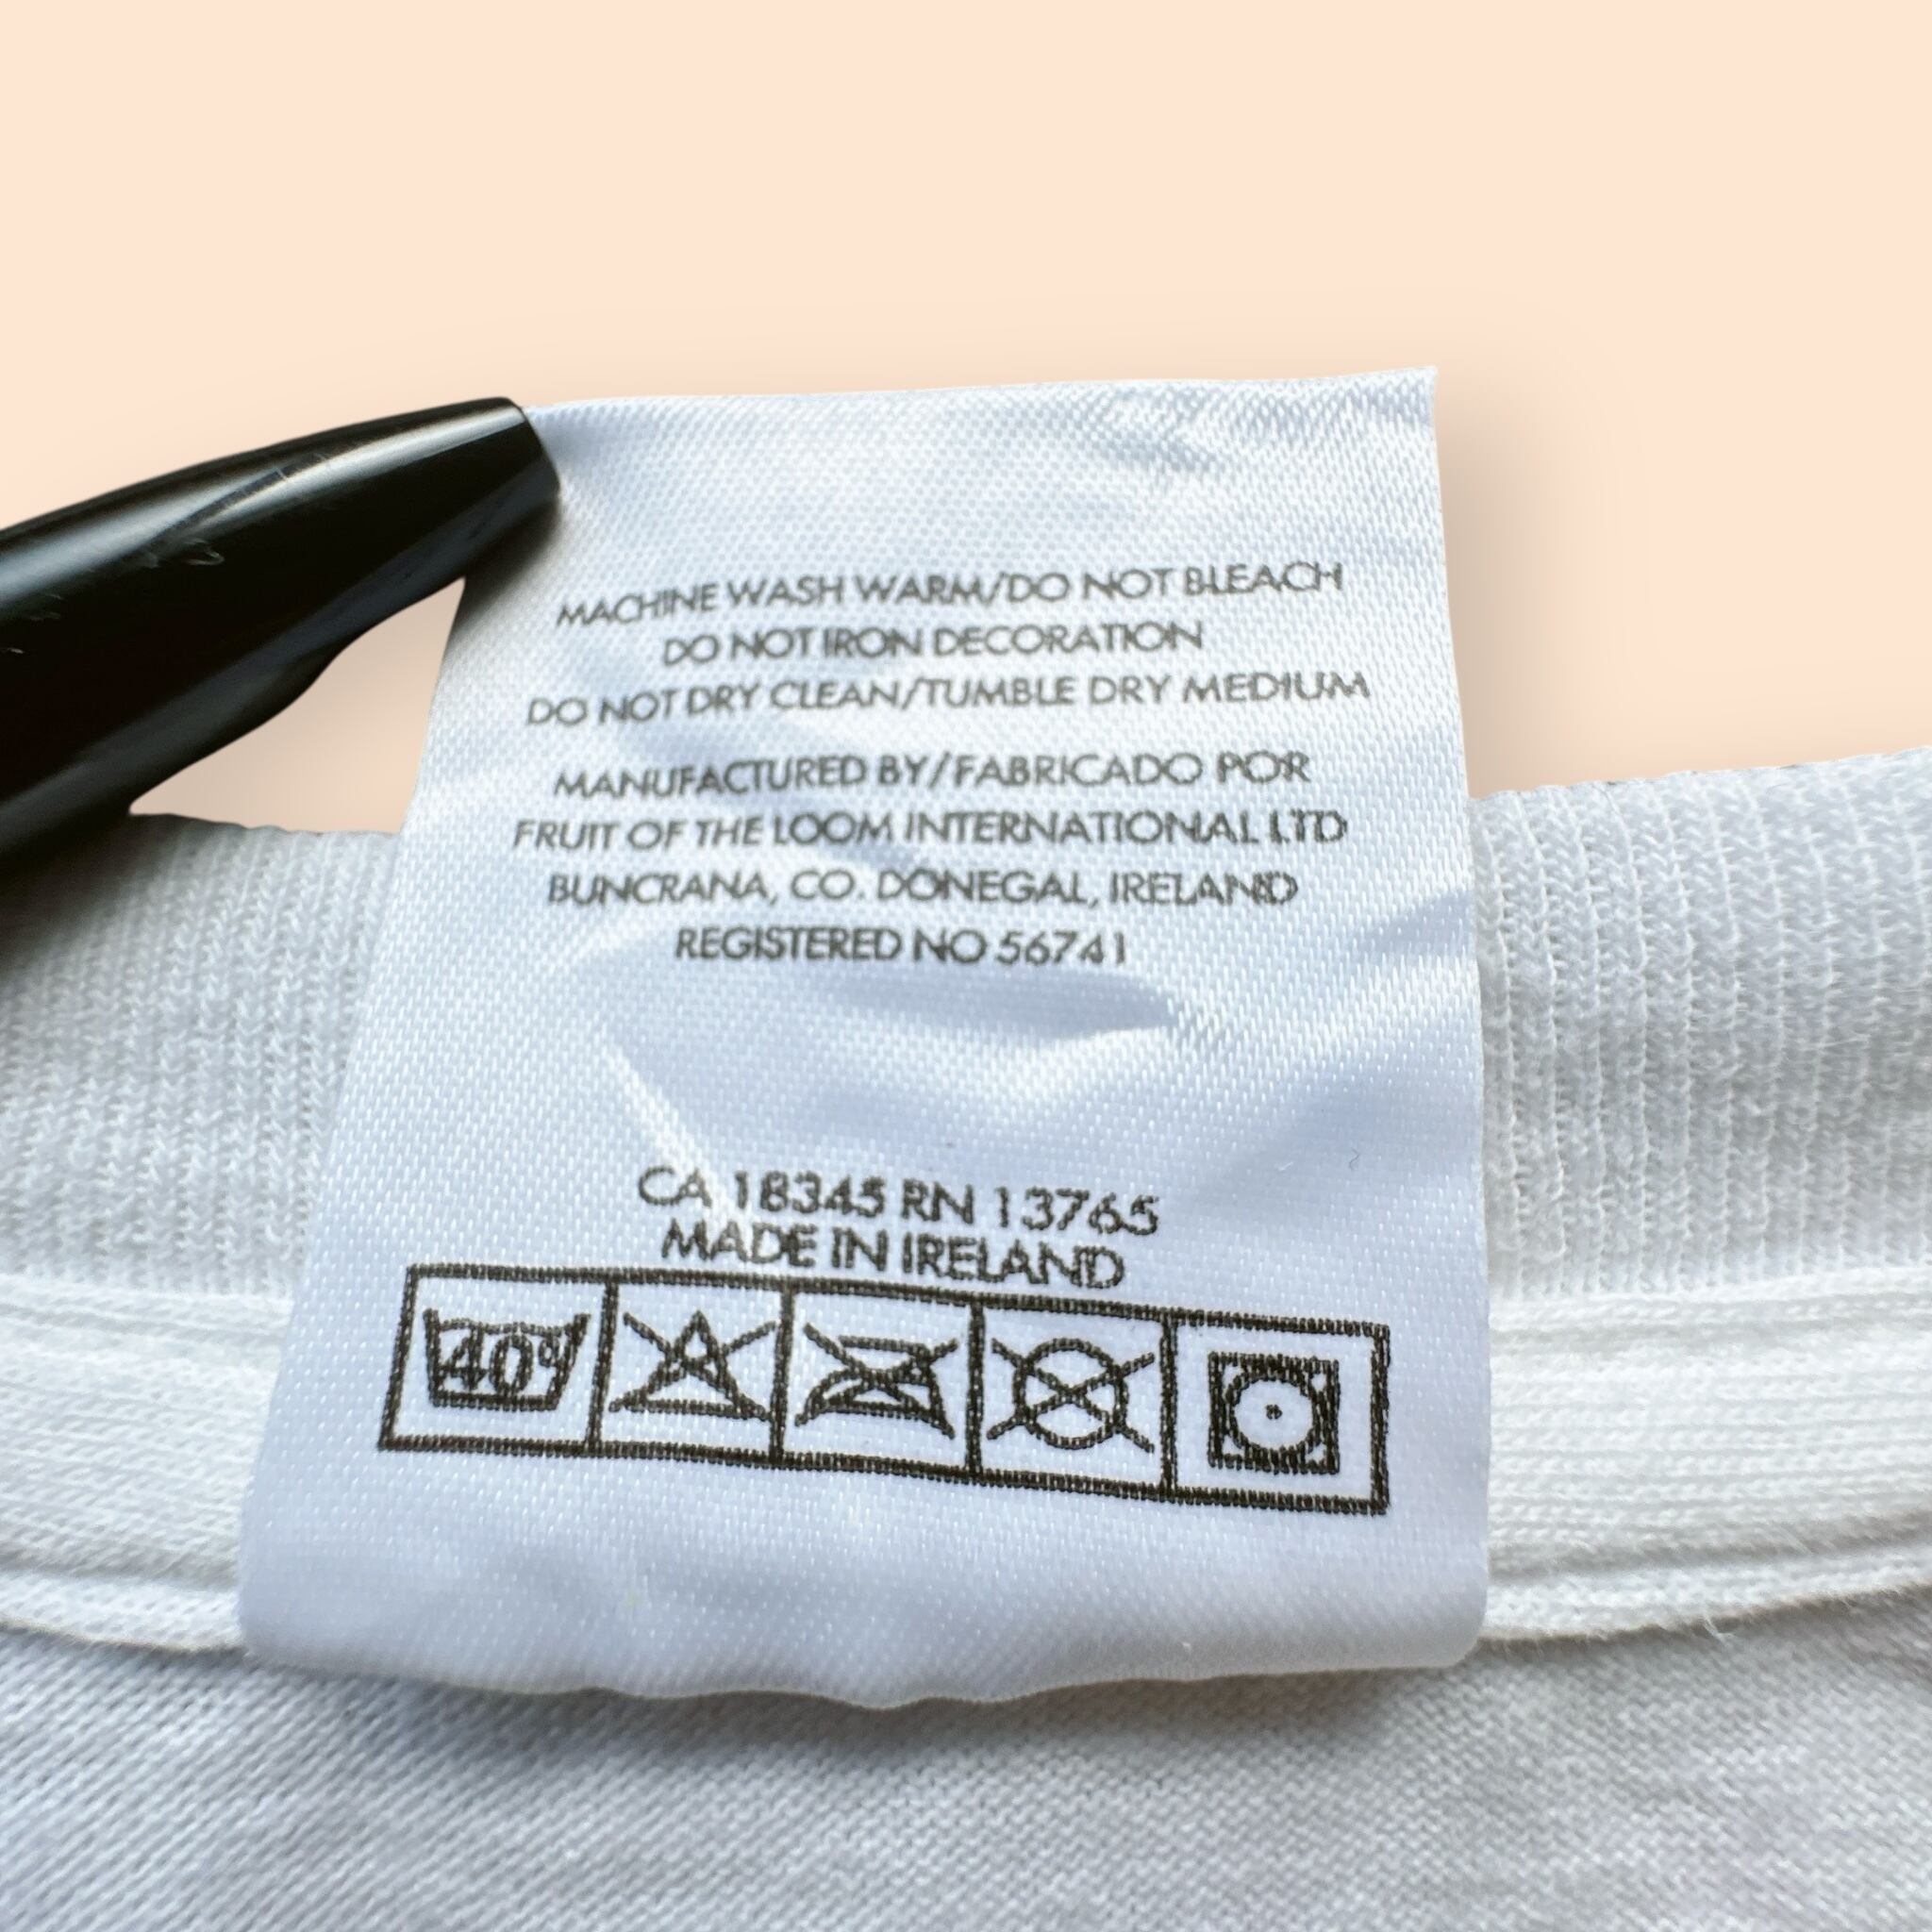 MACHINE WASH WARM/DO NOT BLEACH
DO NOT IRON DECORATION
DO NOT DRY CLEAN/TUMBLE DRY MEDIUM
MANUFACTURED BY/FABRICADO POR
FRUIT OF THE LOOM INTERNATIONAL LTD
BUNCRANA, CO. DONEGAL, IRELAND
REGISTERED NO 56741
CA 18345 RN 13765
MADE IN IRELAND
40°